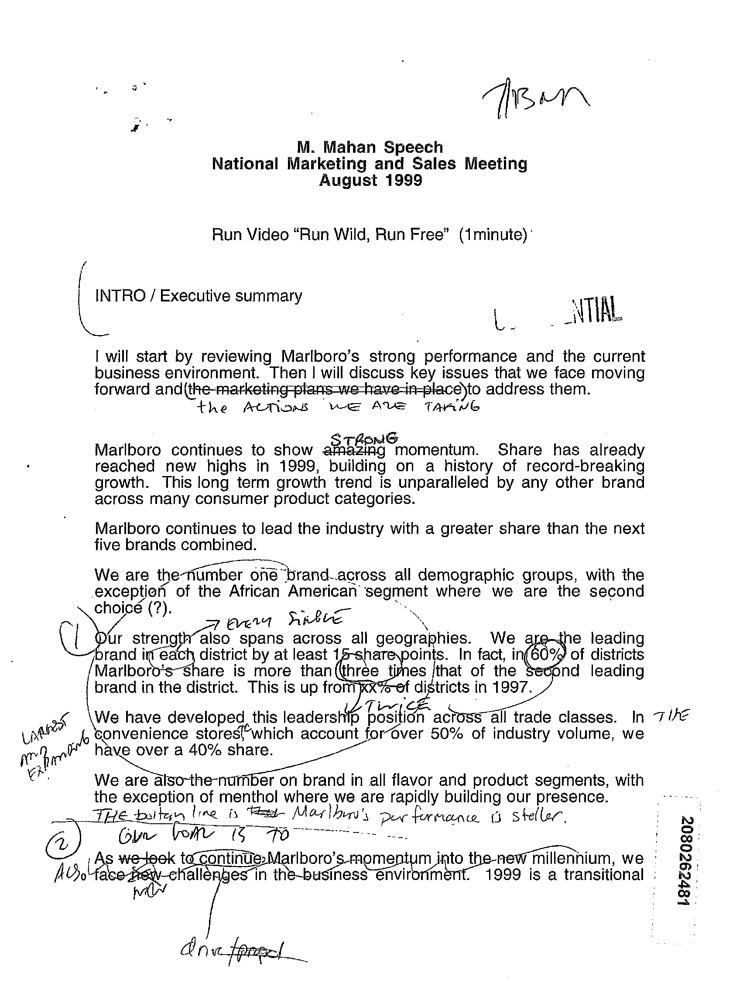 M. Mahan Speech
National Marketing and Sales Meeting
August 1999
Run Video “Run Wild, Run Free” (1minute)
INTRO / Executive summary
NTIAL
I will start by reviewing Marlboro's strong performance and the current
business environment. Then I will discuss key issues that we face moving
forward and (the marketing plans we have in place) to address them.
the ACTIONS WE ARE TAKING
STRONG
Marlboro continues to show amazing momentum. Share has already
reached new highs in 1999, building on a history of record-breaking
growth. This long term growth trend is unparalleled by any other brand
across many consumer product categories.
Marlboro continues to lead the industry with a greater share than the next
five brands combined.
We are the number one brand across all demographic groups, with the
exception of the African American segment where we are the second
choice (?).
→ EVERY SINGLE
(1)
Our strength also spans across all geographies. We are the leading
brand in each district by at least 15 share points. In fact, in 60% of districts
Marlboro's share is more than three times that of the second leading
brand in the district. This is up from xx% of districts in 1997.
TWICE
We have developed this leadership position across all trade classes. In THE
LARGEST AND EXPANDING
convenience stores, which account for over 50% of industry volume, we
have over a 40% share.
We are also the number on brand in all flavor and product segments, with
the exception of menthol where we are rapidly building our presence.
THE bottom line is Marlboro's performance is stellar.
(2) Our GOAL IS TO
As we look to continue Marlboro's momentum into the new millennium, we
ALSO face new challenges in the business environment. 1999 is a transitional
NOW
drive/propel
2080262481